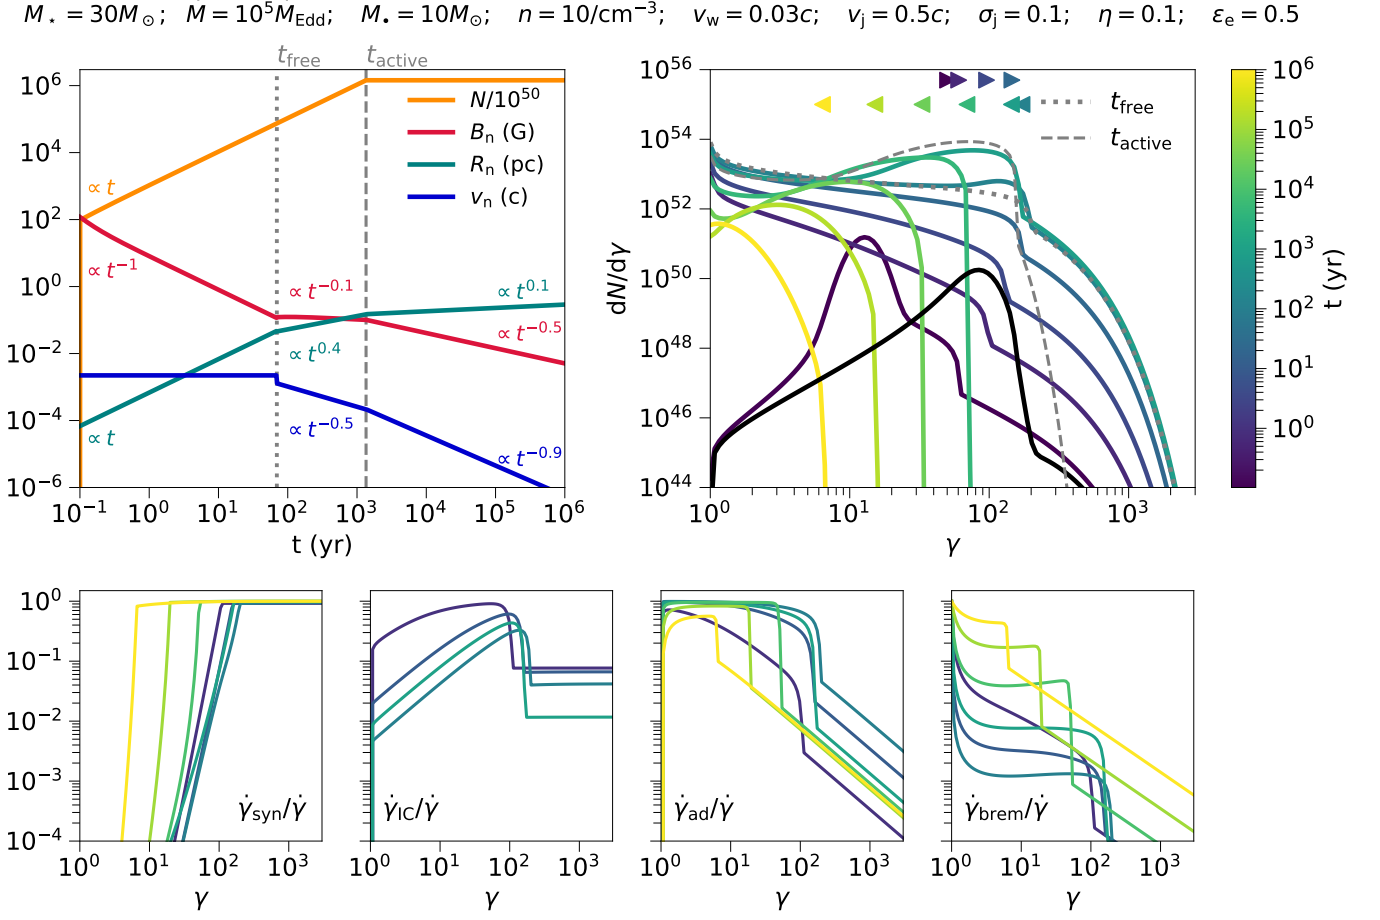 M⋆ = 30M⊙; Ṁ = 10⁵Ṁ_Edd; M• = 10M⊙; n = 10/cm⁻³; v_w = 0.03c; v_j = 0.5c; σ_j = 0.1; η = 0.1; ε_e = 0.5
t_free t_active
10⁶
10⁴
10²
10⁰
10⁻²
10⁻⁴
10⁻⁶
N/10⁵⁰
B_n (G)
R_n (pc)
v_n (c)
∝ t
∝ t⁻¹
∝ t
∝ t⁻⁰·¹
∝ t⁰·⁴
∝ t⁻⁰·⁵
∝ t⁰·¹
∝ t⁻⁰·⁵
∝ t⁻⁰·⁹
10⁻¹ 10⁰ 10¹ 10² 10³ 10⁴ 10⁵ 10⁶
t (yr)
dN/dγ
10⁵⁶
10⁵⁴
10⁵²
10⁵⁰
10⁴⁸
10⁴⁶
10⁴⁴
t_free
t_active
10⁰ 10¹ 10² 10³
γ
10⁶
10⁵
10⁴
10³
10²
10¹
10⁰
t (yr)
10⁰
10⁻¹
10⁻²
10⁻³
10⁻⁴
γ̇_syn/γ̇
10⁰ 10¹ 10² 10³
γ
γ̇_IC/γ̇
10⁰ 10¹ 10² 10³
γ
γ̇_ad/γ̇
10⁰ 10¹ 10² 10³
γ
γ̇_brem/γ̇
10⁰ 10¹ 10² 10³
γ